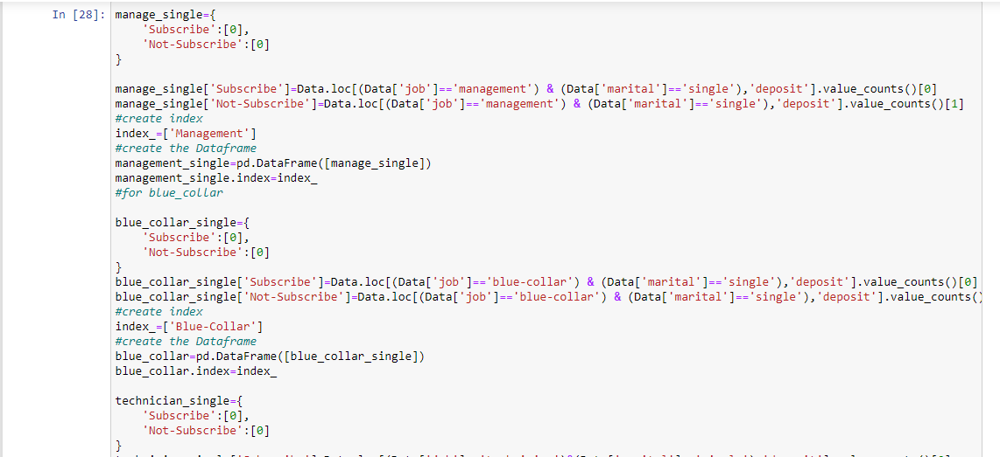 In [28]: manage_single={
'Subscribe':[0],
'Not-Subscribe':[0]
}
manage_single['Subscribe']=Data.loc[(Data['job']=='management') & (Data['marital']=='single'),'deposit'].value_counts()[0]
manage_single['Not-Subscribe']=Data.loc[(Data['job']=='management') & (Data['marital']=='single'),'deposit'].value_counts()[1]
#create index
index_=['Management']
#create the Dataframe
management_single=pd.DataFrame([manage_single])
management_single.index=index_
#for blue_collar
blue_collar_single={
'Subscribe':[0],
'Not-Subscribe':[0]
}
blue_collar_single['Subscribe']=Data.loc[(Data['job']=='blue-collar') & (Data['marital']=='single'),'deposit'].value_counts()[0]
blue_collar_single['Not-Subscribe']=Data.loc[(Data['job']=='blue-collar') & (Data['marital']=='single'),'deposit'].value_counts()
#create index
index_=['Blue-Collar']
#create the Dataframe
blue_collar=pd.DataFrame([blue_collar_single])
blue_collar.index=index_
technician_single={
'Subscribe':[0],
'Not-Subscribe':[0]
}